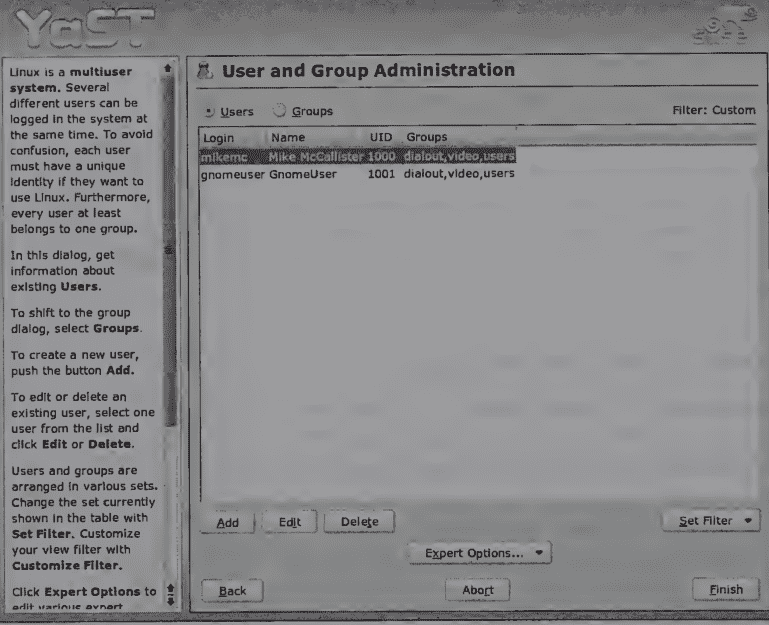 YaST
Linux is a multiuser
system. Several
different users can be
logged in the system at
the same time. To avoid
confusion, each user
must have a unique
identity if they want to
use Linux. Furthermore,
every user at least
belongs to one group.
In this dialog, get
information about
existing Users.
To shift to the group
dialog, select Groups.
To create a new user,
push the button Add.
To edit or delete an
existing user, select one
user from the list and
click Edit or Delete.
Users and groups are
arranged in various sets.
Change the set currently
shown in the table with
Set Filter. Customize
your view filter with
Customize Filter.
Click Expert Options to
edit various expert
User and Group Administration
Users Groups Filter: Custom
Login Name UID Groups
mikemc Mike McCallister 1000 dialout,video,users
gnomeuser GnomeUser 1001 dialout,video,users
Add Edit Delete Set Filter
Expert Options...
Back Abort Finish